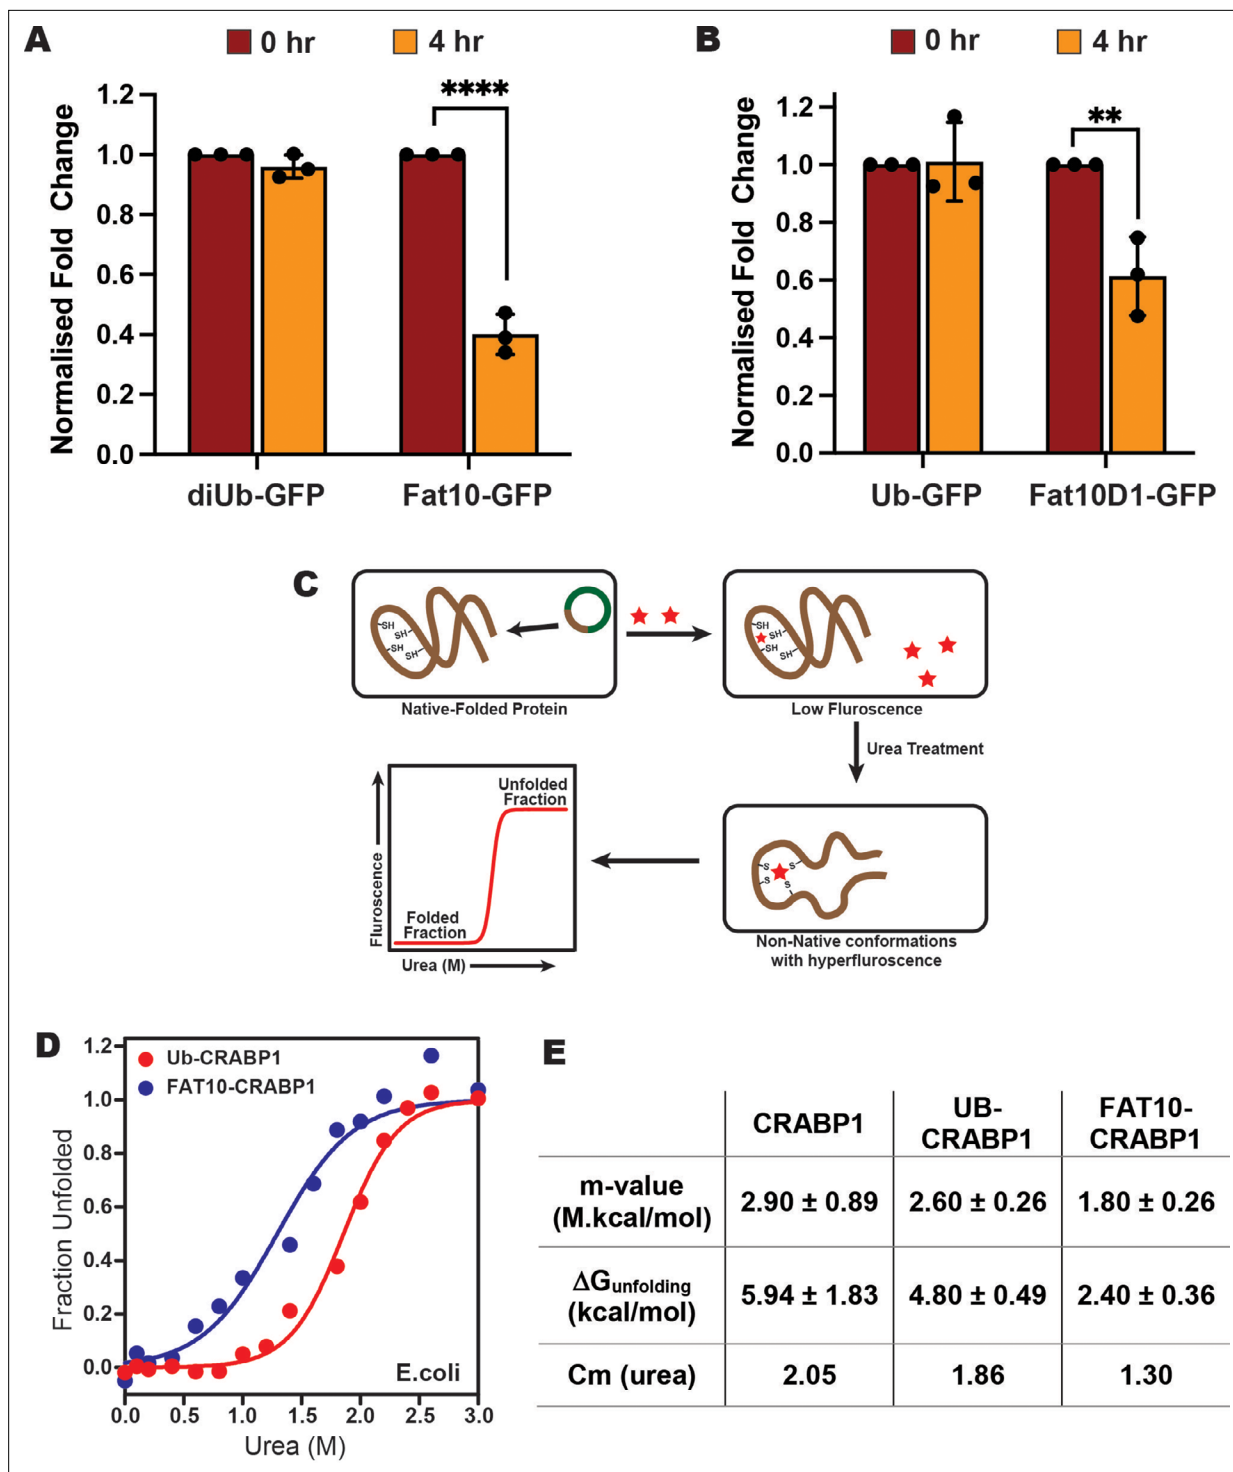 A
0 hr
4 hr
Normalised Fold Change
1.2
1.0
0.8
0.6
0.4
0.2
0.0
****
diUb-GFP
Fat10-GFP
B
0 hr
4 hr
Normalised Fold Change
1.2
1.0
0.8
0.6
0.4
0.2
0.0
**
Ub-GFP
Fat10D1-GFP
C
SH
SH
SH
SH
Native-Folded Protein
SH
SH
SH
SH
Low Fluroscence
Urea Treatment
S
S
S
S
Non-Native conformations
with hyperfluroscence
Fluroscence
Unfolded
Fraction
Folded
Fraction
Urea (M)
D
Ub-CRABP1
FAT10-CRABP1
Fraction Unfolded
1.2
1.0
0.8
0.6
0.4
0.2
0.0
E.coli
0.0 0.5 1.0 1.5 2.0 2.5 3.0
Urea (M)
E
CRABP1 UB-CRABP1 FAT10-CRABP1
m-value (M.kcal/mol) 2.90 ± 0.89 2.60 ± 0.26 1.80 ± 0.26
ΔGunfolding (kcal/mol) 5.94 ± 1.83 4.80 ± 0.49 2.40 ± 0.36
Cm (urea) 2.05 1.86 1.30